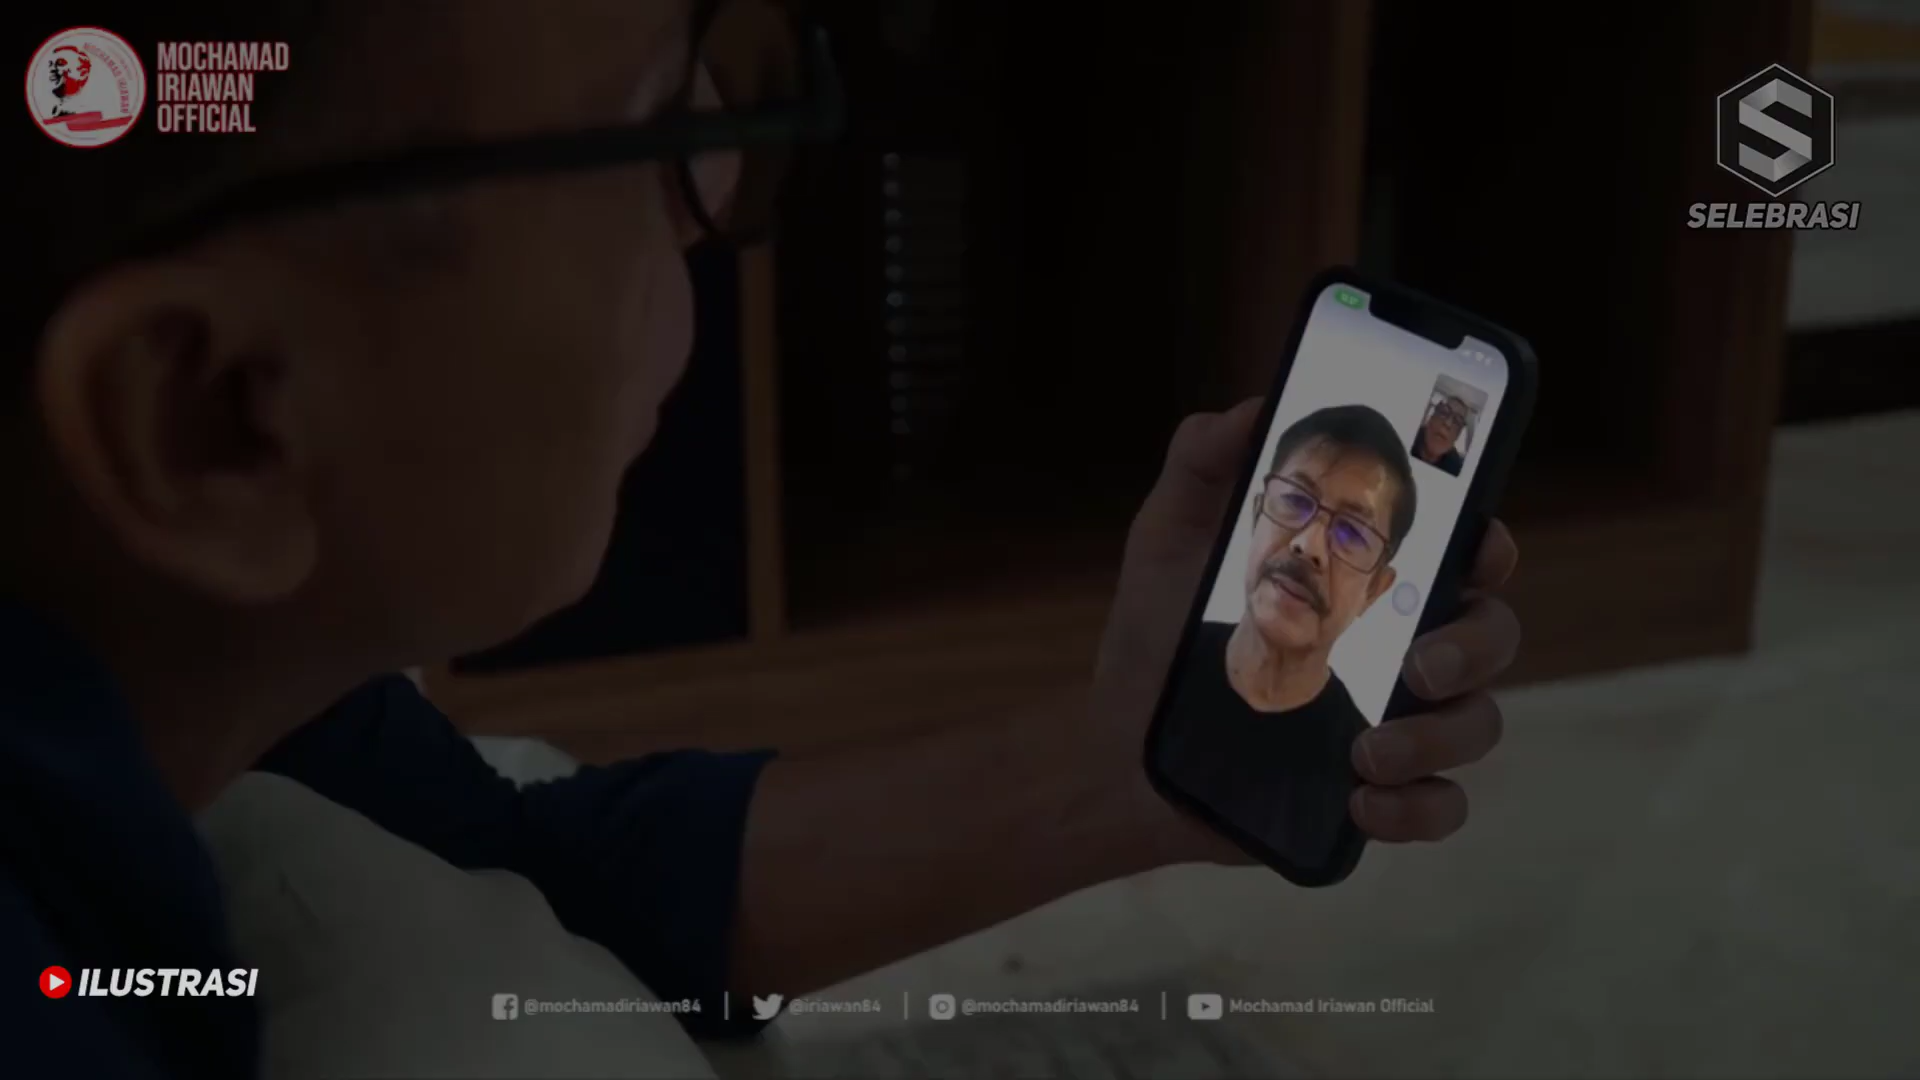 MOCHAMAD
IRIAWAN
OFFICIAL
SELEBRASI
ILUSTRASI
@mochamadiriawan84 | @iriawan84 | @mochamadiriawan84 | Mochamad Iriawan Official